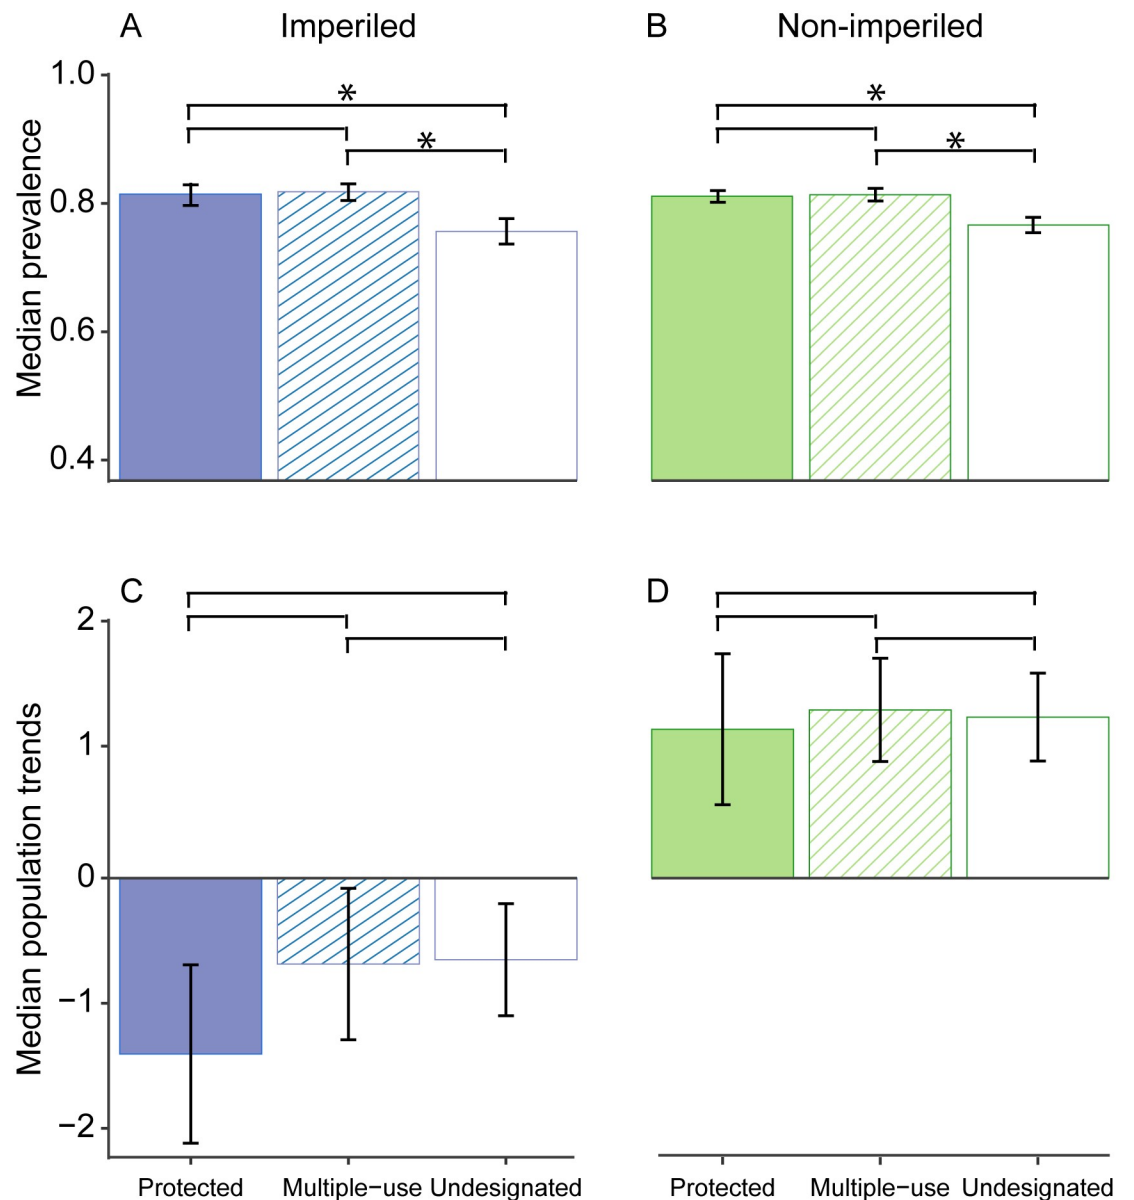 A Imperiled B Non-imperiled
1.0
* *
* *
0.8
0.6
0.4
Median prevalence
C D
2
1
0
−1
−2
Median population trends
Protected Multiple−use Undesignated Protected Multiple−use Undesignated